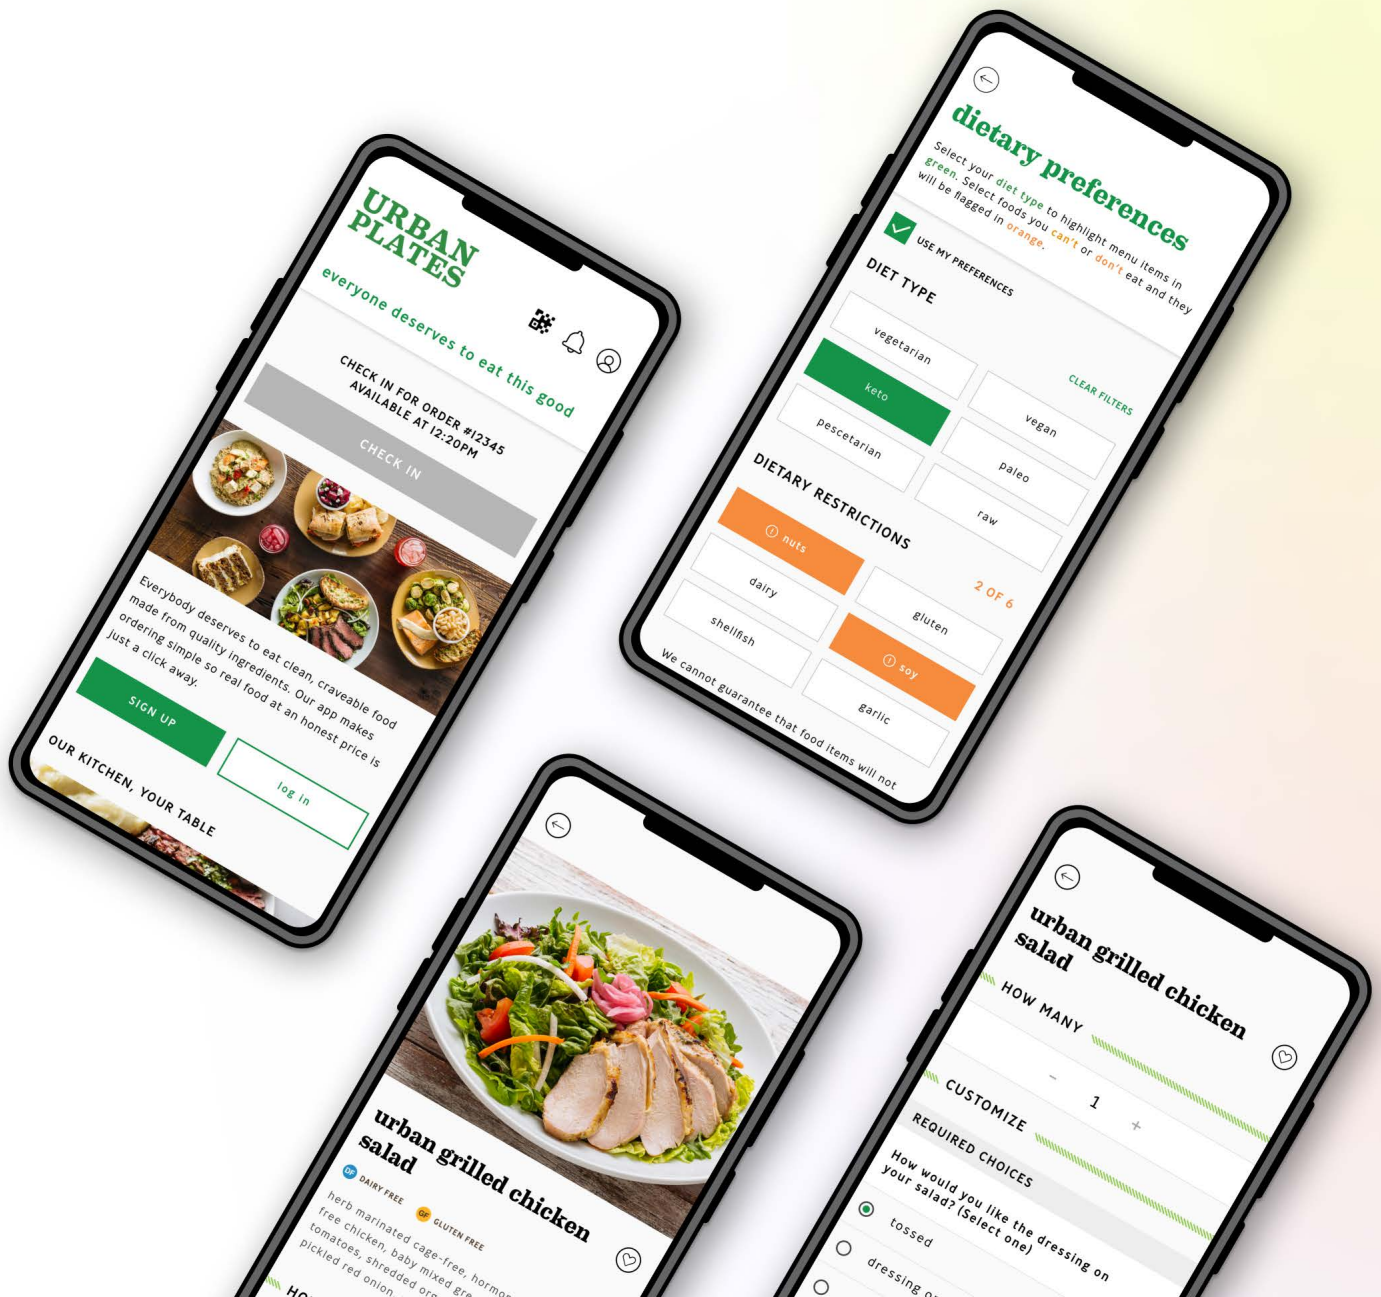 URBAN
PLATES
everyone deserves to eat this good
CHECK IN FOR ORDER #12345
AVAILABLE AT 12:20PM
CHECK IN
Everybody deserves to eat clean, craveable food
made from quality ingredients. Our app makes
ordering simple so real food at an honest price is
just a click away.
SIGN UP
log in
OUR KITCHEN, YOUR TABLE
dietary preferences
Select your diet type to highlight menu items in
green. Select foods you can't or don't eat and they
will be flagged in orange.
USE MY PREFERENCES
DIET TYPE
CLEAR FILTERS
vegetarian
vegan
keto
paleo
pescetarian
raw
DIETARY RESTRICTIONS
2 OF 6
nuts
gluten
dairy
soy
shellfish
garlic
We cannot guarantee that food items will not
urban grilled chicken
salad
DF DAIRY FREE
GF GLUTEN FREE
herb marinated cage-free,
free chicken, baby mixed
tomatoes, shredded
pickled red onion
urban grilled chicken
salad
HOW MANY
- 1 +
CUSTOMIZE
REQUIRED CHOICES
How would you like the dressing on
your salad? (Select one)
tossed
dressing